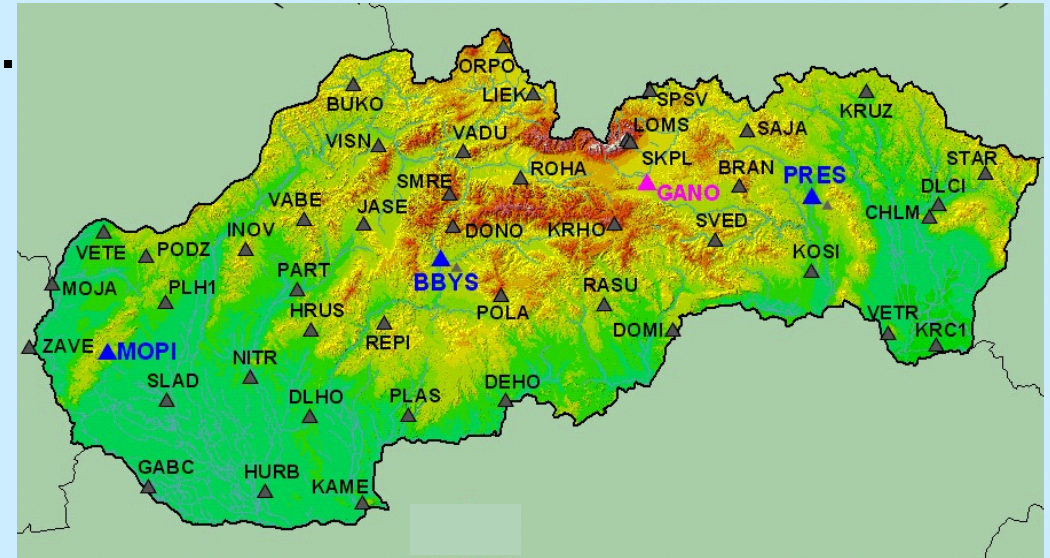 ORPO
BUKO
LIEK
SPSV
KRUZ
VISN
VADU
LOMS
SAJA
SKPL
STAR
SMRE
ROHA
BRAN
PRES
GANO
DLCI
VABE
JASE
CHLM
SVED
INOV
DONO
KRHO
VETE
PODZ
KOSI
PART
BBYS
MOJA
PLH1
RASU
HRUS
POLA
VETR
DOMI
KRC1
REPI
ZAVE
MOPI
NITR
SLAD
DEHO
DLHO
PLAS
GABC
HURB
KAME